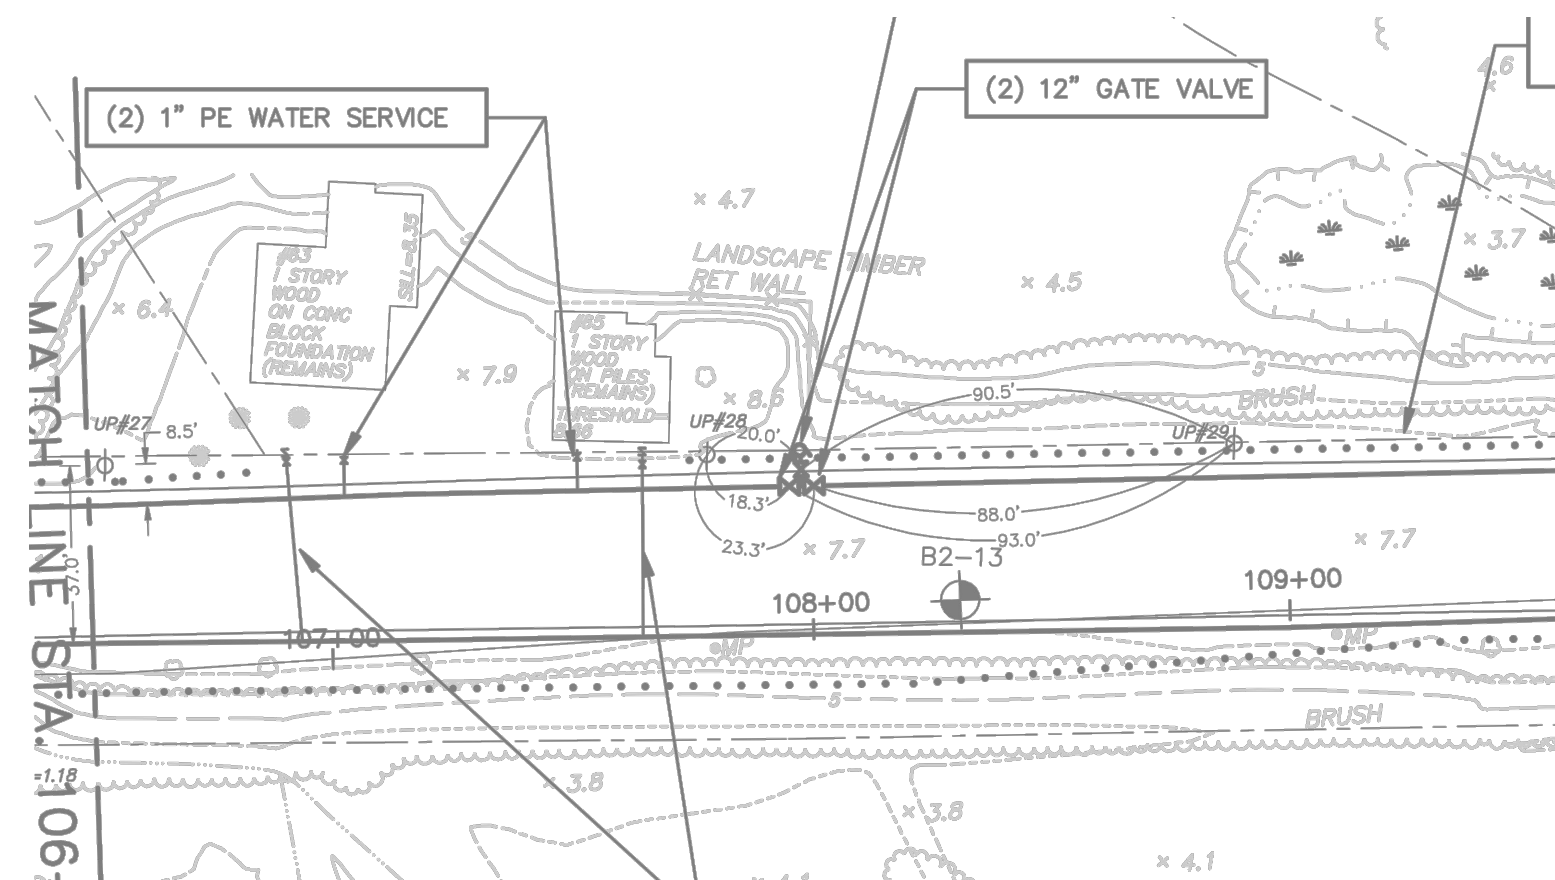 4.6
(2) 12” GATE VALVE
(2) 1” PE WATER SERVICE
× 4.7
SILL=8.35
× 3.7
LANDSCAPE TIMBER
RET WALL
× 4.5
#63
1 STORY
WOOD
ON CONC
BLOCK
FOUNDATION
(REMAINS)
× 6.4
#65
1 STORY
WOOD
ON PILES
(REMAINS)
THRESHOLD=
8.66
× 7.9
× 8.6
5
BRUSH
90.5'
UP#27
8.5'
UP#28
20.0'
UP#29
18.3'
88.0'
23.3'
93.0'
× 7.7
× 7.7
B2-13
37.0'
MATCH LINE STA. 106
107+00
108+00
109+00
MP
MP
5
BRUSH
=1.18
× 3.8
× 3.8
× 4.1